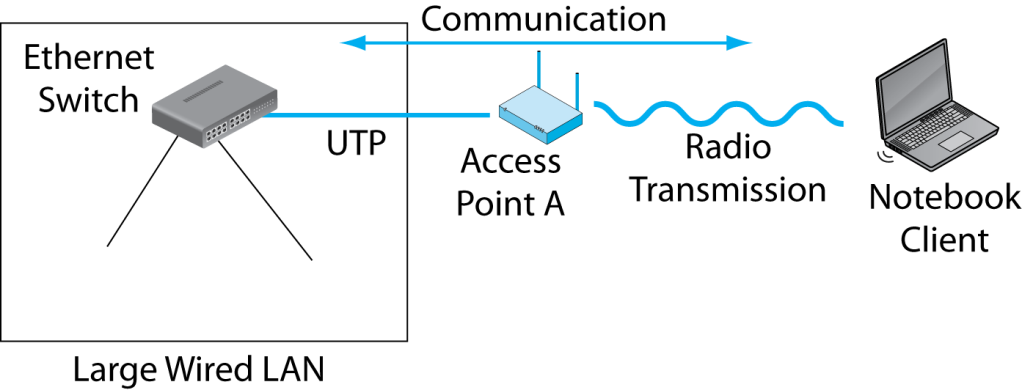 Communication
Ethernet
Switch
UTP
Access
Point A
Radio
Transmission
Notebook
Client
Large Wired LAN